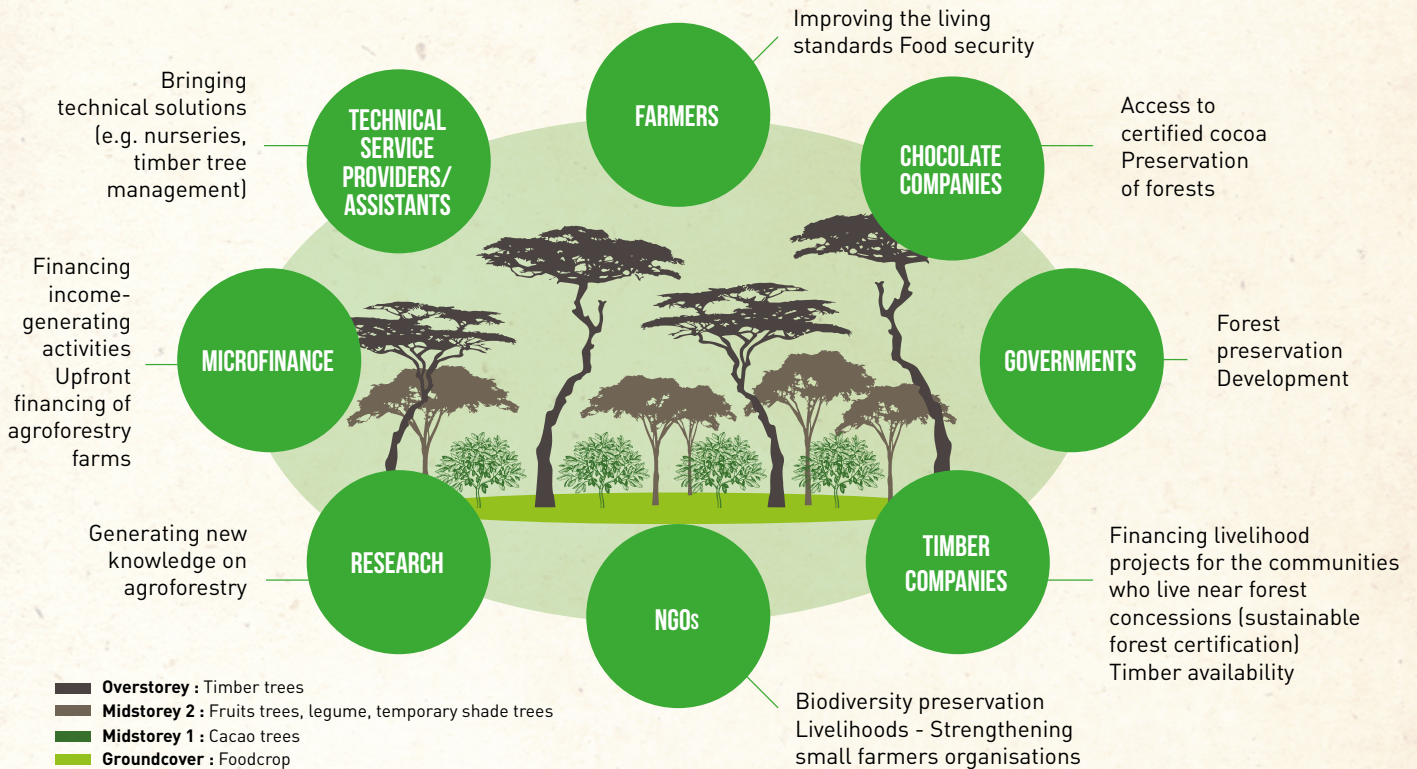 Improving the living
standards Food security
FARMERS
Bringing
technical solutions
(e.g. nurseries,
timber tree
management)
TECHNICAL
SERVICE
PROVIDERS/
ASSISTANTS
CHOCOLATE
COMPANIES
Access to
certified cocoa
Preservation
of forests
Financing
income-
generating
activities
Upfront
financing of
agroforestry
farms
MICROFINANCE
GOVERNMENTS
Forest
preservation
Development
Generating new
knowledge on
agroforestry
RESEARCH
NGOs
TIMBER
COMPANIES
Financing livelihood
projects for the communities
who live near forest
concessions (sustainable
forest certification)
Timber availability
Biodiversity preservation
Livelihoods - Strengthening
small farmers organisations
Overstorey : Timber trees
Midstorey 2 : Fruits trees, legume, temporary shade trees
Midstorey 1 : Cacao trees
Groundcover : Foodcrop